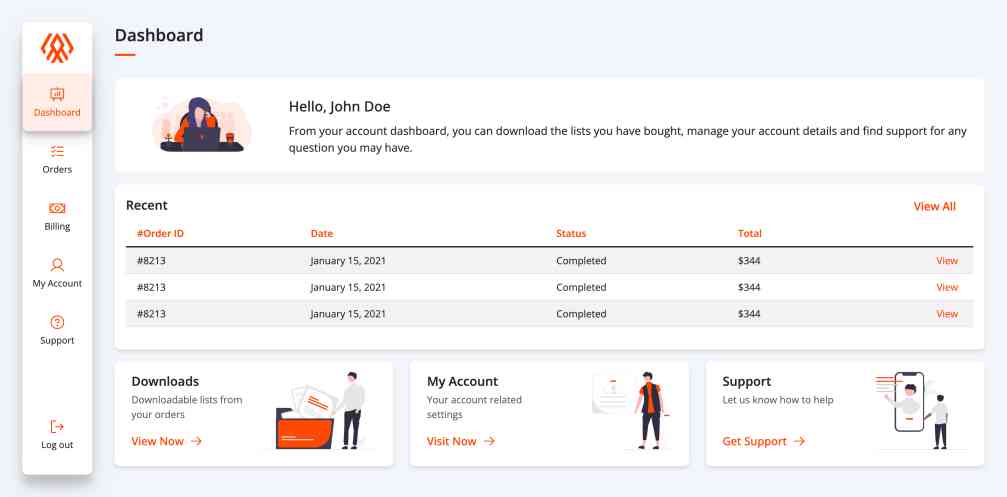 Dashboard
Dashboard
Orders
Billing
My Account
Support
Log out
Hello, John Doe
From your account dashboard, you can download the lists you have bought, manage your account details and find support for any
question you may have.
Recent
View All
#Order ID Date Status Total
#8213 January 15, 2021 Completed $344 View
#8213 January 15, 2021 Completed $344 View
#8213 January 15, 2021 Completed $344 View
Downloads
Downloadable lists from
your orders
View Now
My Account
Your account related
settings
Visit Now
Support
Let us know how to help
Get Support